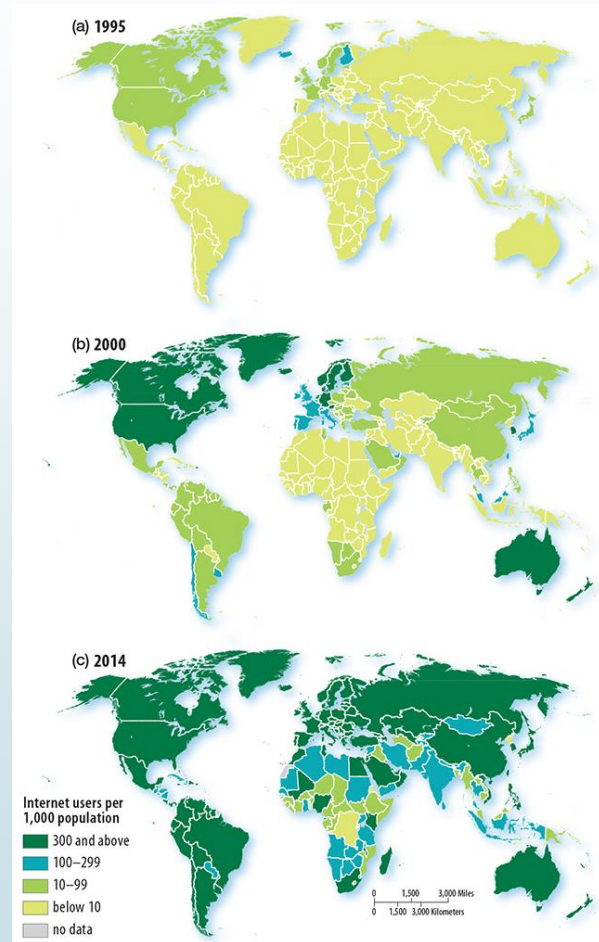 (a) 1995
(b) 2000
(c) 2014
Internet users per
1,000 population
300 and above
100–299
10–99
below 10
no data
0 1,500 3,000 Miles
0 1,500 3,000 Kilometers